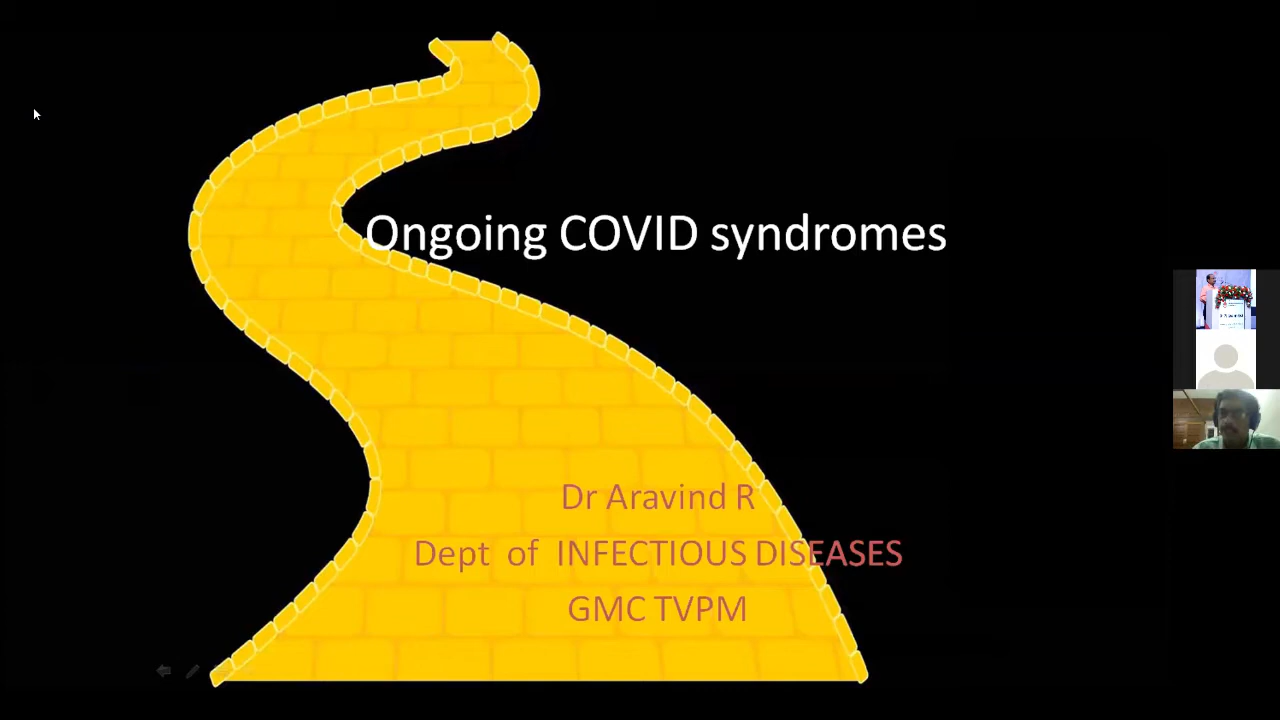 Ongoing COVID syndromes
Dr Aravind R
Dept of INFECTIOUS DISEASES
GMC TVPM